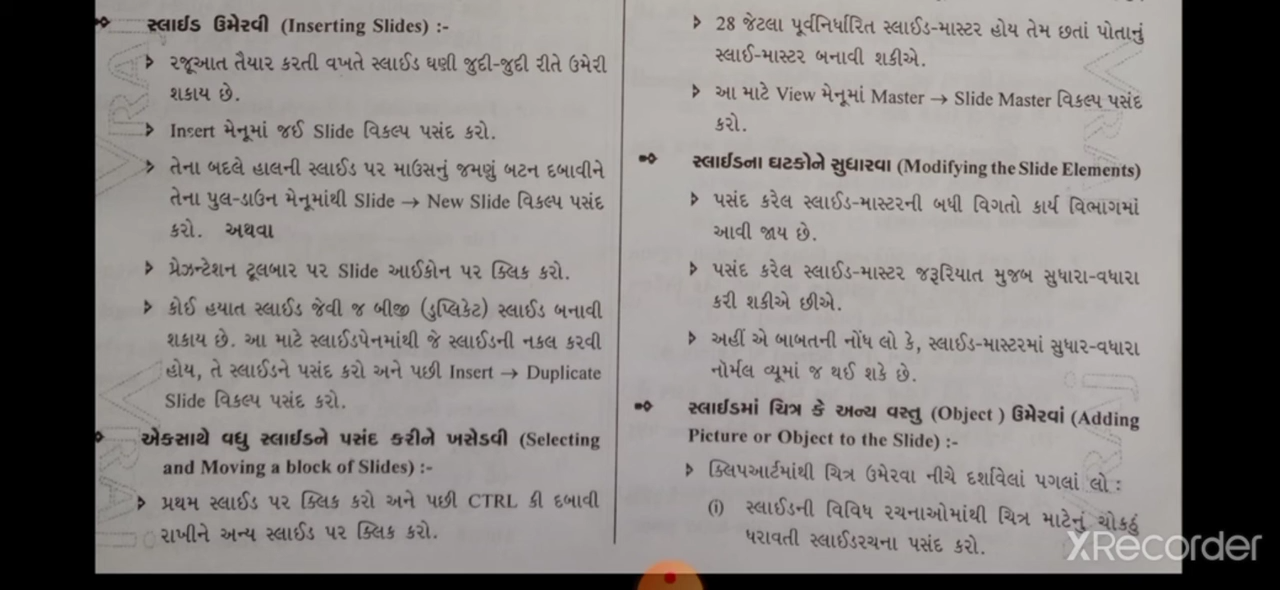 સ્લાઈડ ઉમેરવી (Inserting Slides) :-
રજૂઆત તૈયાર કરતી વખતે સ્લાઈડ ઘણી જુદી-જુદી રીતે ઉમેરી
શકાય છે.
Insert મેનૂમાં જઈ Slide વિકલ્પ પસંદ કરો.
તેના બદલે હાલની સ્લાઈડ પર માઉસનું જમણું બટન દબાવીને
તેના પુલ-ડાઉન મેનૂમાંથી Slide → New Slide વિકલ્પ પસંદ
કરો. અથવા
પ્રેઝન્ટેશન ટૂલબાર પર Slide આઈકોન પર ક્લિક કરો.
કોઈ હયાત સ્લાઈડ જેવી જ બીજી (ડુપ્લિકેટ) સ્લાઈડ બનાવી
શકાય છે. આ માટે સ્લાઈડપેનમાંથી જે સ્લાઈડની નકલ કરવી
હોય, તે સ્લાઈડને પસંદ કરો અને પછી Insert → Duplicate
Slide વિકલ્પ પસંદ કરો.
એકસાથે વધુ સ્લાઈડને પસંદ કરીને ખસેડવી (Selecting
and Moving a block of Slides) :-
પ્રથમ સ્લાઈડ પર ક્લિક કરો અને પછી CTRL કી દબાવી
રાખીને અન્ય સ્લાઈડ પર ક્લિક કરો.
28 જેટલા પૂર્વનિર્ધારિત સ્લાઈડ-માસ્ટર હોય તેમ છતાં પોતાનું
સ્લાઈ-માસ્ટર બનાવી શકીએ.
આ માટે View મેનૂમાં Master → Slide Master વિકલ્પ પસંદ
કરો.
સ્લાઈડના ઘટકોને સુધારવા (Modifying the Slide Elements)
પસંદ કરેલ સ્લાઈડ-માસ્ટરની બધી વિગતો કાર્ય વિભાગમાં
આવી જાય છે.
પસંદ કરેલ સ્લાઈડ-માસ્ટર જરૂરિયાત મુજબ સુધારા-વધારા
કરી શકીએ છીએ.
અહીં એ બાબતની નોંધ લો કે, સ્લાઈડ-માસ્ટરમાં સુધાર-વધારા
નૉર્મલ વ્યૂમાં જ થઈ શકે છે.
સ્લાઈડમાં ચિત્ર કે અન્ય વસ્તુ (Object ) ઉમેરવાં (Adding
Picture or Object to the Slide) :-
ક્લિપઆર્ટમાંથી ચિત્ર ઉમેરવા નીચે દર્શાવેલાં પગલાં લો :
(i) સ્લાઈડની વિવિધ રચનાઓમાંથી ચિત્ર માટેનું ચોકઠું
ધરાવતી સ્લાઈડરચના પસંદ કરો.
XRecorder